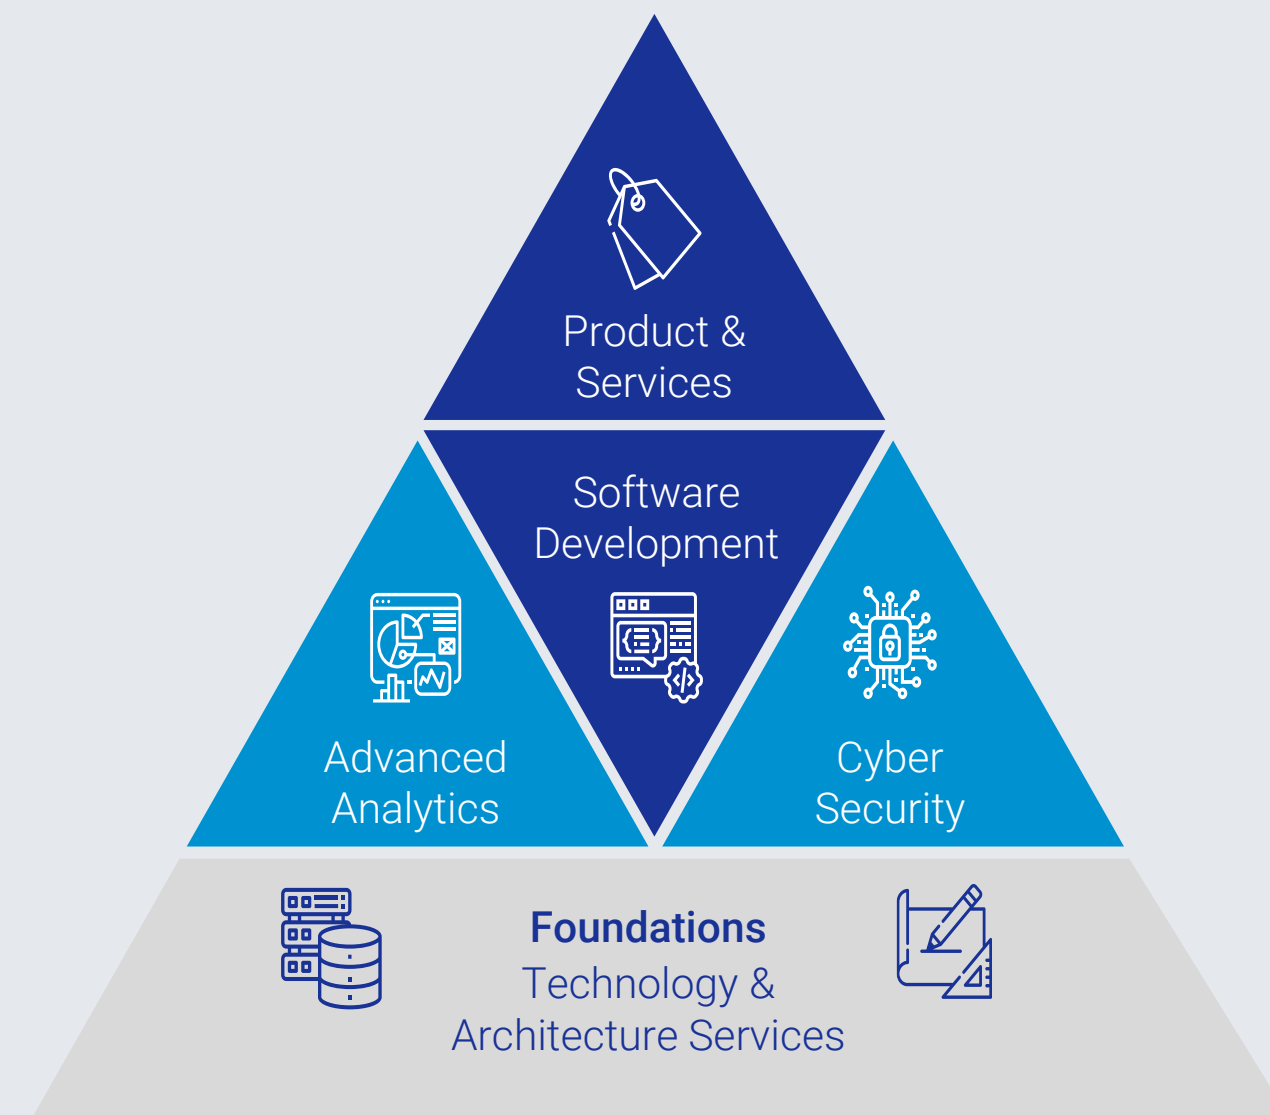 Product &
Services
Software
Development
Advanced
Analytics
Cyber
Security
Foundations
Technology &
Architecture Services